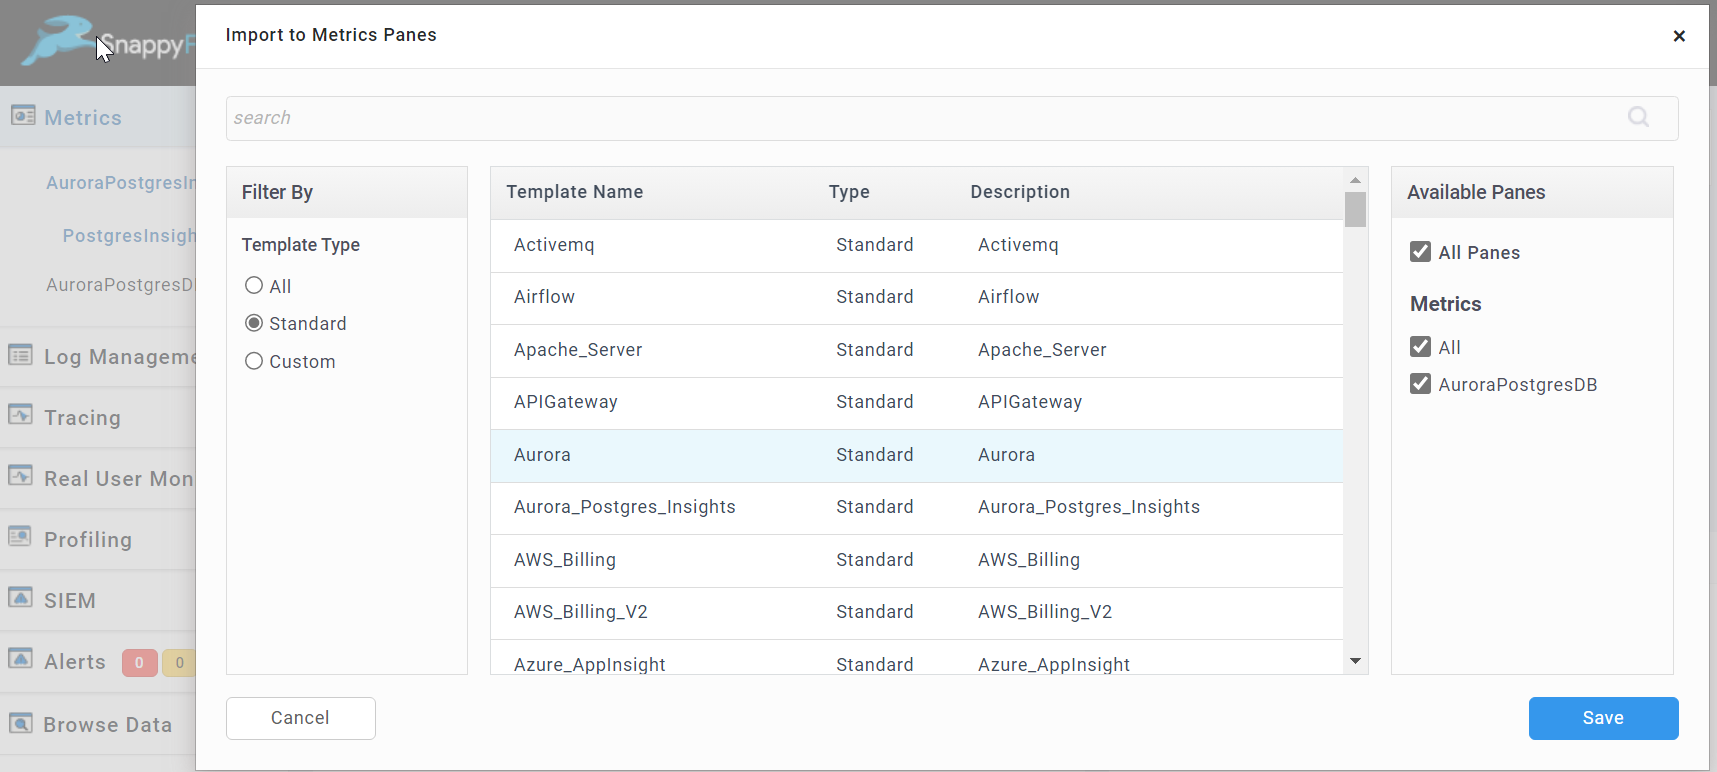 Snappy
Import to Metrics Panes
search
Metrics
AuroraPostgresIn
PostgresInsigh
AuroraPostgresD
Log Manageme
Tracing
Real User Mon
Profiling
SIEM
Alerts 0 0
Browse Data
Filter By
Template Type
All
Standard
Custom
Template Name Type Description
Activemq Standard Activemq
Airflow Standard Airflow
Apache_Server Standard Apache_Server
APIGateway Standard APIGateway
Aurora Standard Aurora
Aurora_Postgres_Insights Standard Aurora_Postgres_Insights
AWS_Billing Standard AWS_Billing
AWS_Billing_V2 Standard AWS_Billing_V2
Azure_AppInsight Standard Azure_AppInsight
Available Panes
All Panes
Metrics
All
AuroraPostgresDB
Cancel
Save